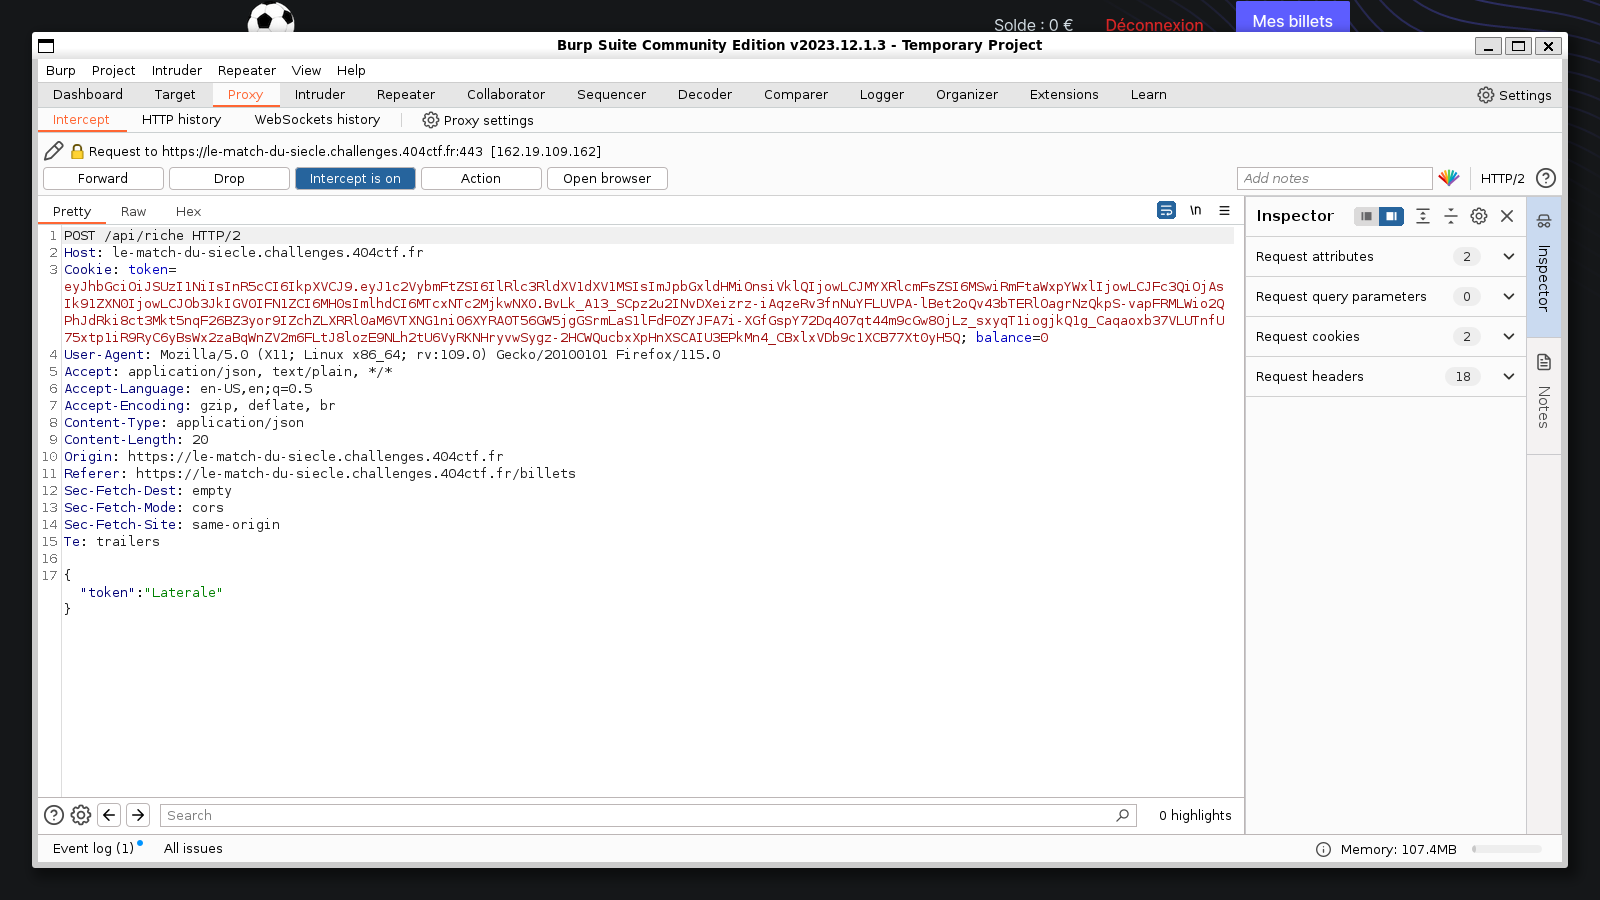 Solde : 0 € Déconnexion Mes billets
Burp Suite Community Edition v2023.12.1.3 - Temporary Project
Burp Project Intruder Repeater View Help
Dashboard Target Proxy Intruder Repeater Collaborator Sequencer Decoder Comparer Logger Organizer Extensions Learn Settings
Intercept HTTP history WebSockets history Proxy settings
Request to https://le-match-du-siecle.challenges.404ctf.fr:443 [162.19.109.162]
Forward Drop Intercept is on Action Open browser Add notes HTTP/2
Pretty Raw Hex \n
Inspector
1 POST /api/riche HTTP/2
2 Host: le-match-du-siecle.challenges.404ctf.fr
3 Cookie: token=
eyJhbGciOiJSUzI1NiIsInR5cCI6IkpXVCJ9.eyJ1c2VybmFtZSI6IlRlc3RldXV1dXV1MSIsImJpbGxldHMiOnsiVklQIjowLCJMYXRlcmFsZSI6MSwiRmFtaWxpYWxlIjowLCJFc3QiOjAs
Ik91ZXN0IjowLCJOb3JkIGV0IFN1ZCI6MH0sImlhdCI6MTcxNTc2MjkwNX0.BvLk_A13_SCpz2u2INvDXeizrz-iAqzeRv3fnNuYFLUVPA-lBet2oQv43bTERlOagrNzQkpS-vapFRMLWio2Q
PhJdRki8ct3Mkt5nqF26BZ3yor9IZchZLXRRl0aM6VTXNG1ni06XYRA0T56GW5jgGSrmLaS1lFdF0ZYJFA7i-XGfGspY72Dq407qt44m9cGw80jLz_sxyqT1iogjkQ1g_Caqaoxb37VLUTnfU
75xtp1iR9RyC6yBsWx2zaBqWnZV2m6FLtJ8lozE9NLh2tU6VyRKNHryvwSygz-2HCWQucbxXpHnXSCAIU3EPkMn4_CBxlxVDb9c1XCB77Xt0yH5Q; balance=0
4 User-Agent: Mozilla/5.0 (X11; Linux x86_64; rv:109.0) Gecko/20100101 Firefox/115.0
5 Accept: application/json, text/plain, */*
6 Accept-Language: en-US,en;q=0.5
7 Accept-Encoding: gzip, deflate, br
8 Content-Type: application/json
9 Content-Length: 20
10 Origin: https://le-match-du-siecle.challenges.404ctf.fr
11 Referer: https://le-match-du-siecle.challenges.404ctf.fr/billets
12 Sec-Fetch-Dest: empty
13 Sec-Fetch-Mode: cors
14 Sec-Fetch-Site: same-origin
15 Te: trailers
16
17 {
"token":"Laterale"
}
Request attributes 2
Request query parameters 0
Request cookies 2
Request headers 18
Inspector
Notes
Search 0 highlights
Event log (1) All issues Memory: 107.4MB